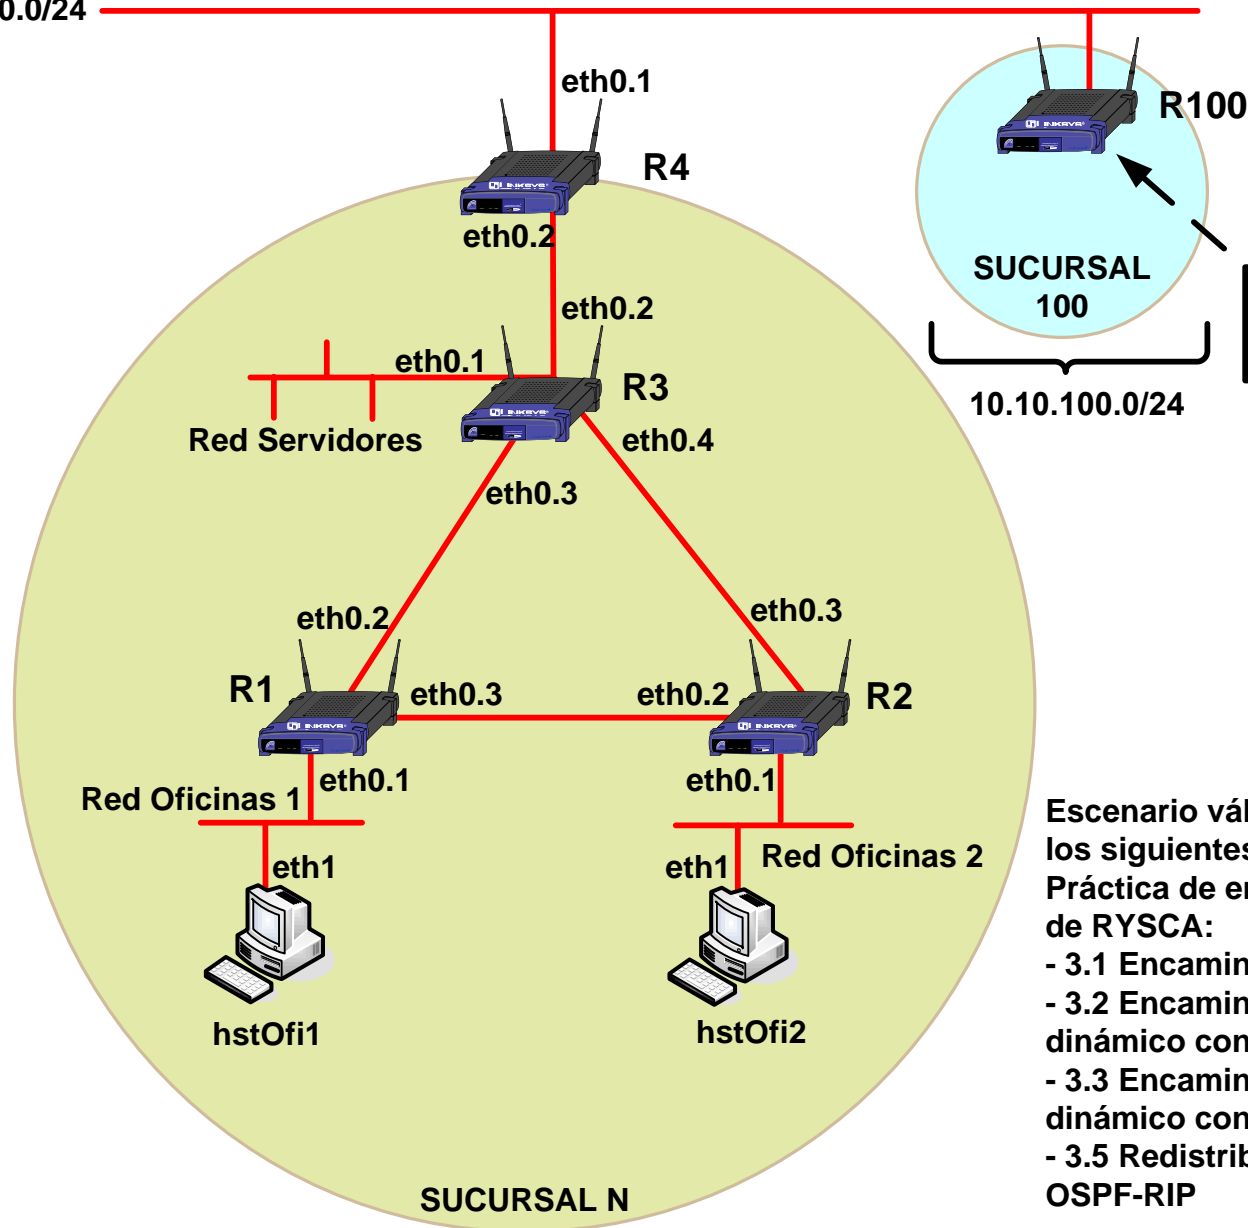 0.0/24
eth0.1
R4
eth0.2
R100
SUCURSAL
100
10.10.100.0/24
eth0.2
eth0.1
R3
Red Servidores
eth0.4
eth0.3
eth0.2
eth0.3
R1
eth0.3
eth0.2
R2
eth0.1
eth0.1
Red Oficinas 1
Red Oficinas 2
eth1
eth1
hstOfi1
hstOfi2
SUCURSAL N
Escenario vál
los siguientes
Práctica de en
de RYSCA:
- 3.1 Encamin
- 3.2 Encamin
dinámico con
- 3.3 Encamin
dinámico con
- 3.5 Redistrib
OSPF-RIP